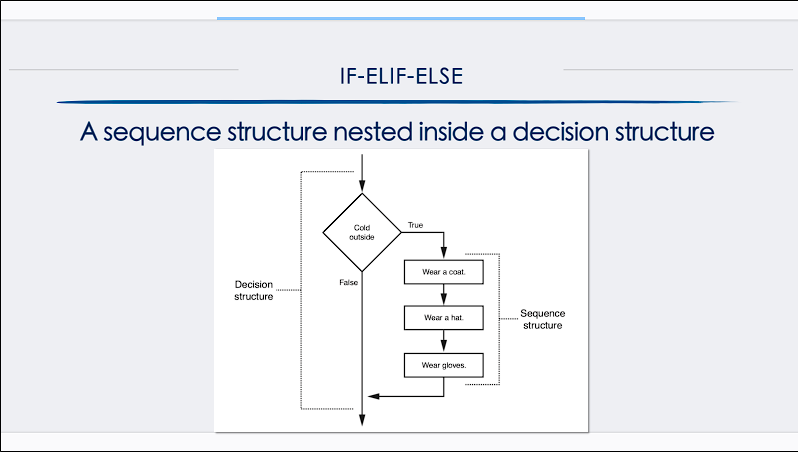 IF-ELIF-ELSE
A sequence structure nested inside a decision structure
Cold
outside
True
False
Wear a coat.
Decision
structure
Wear a hat.
Sequence
structure
Wear gloves.